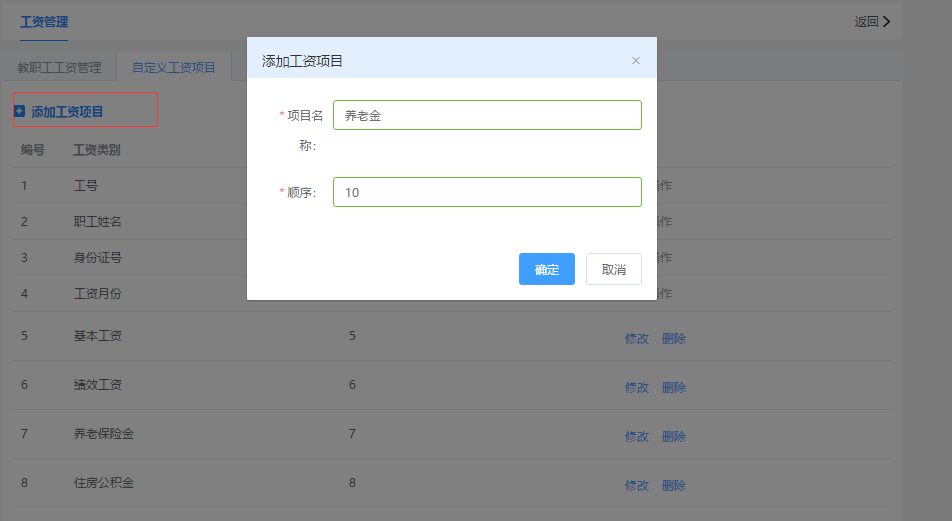 工资管理
返回
教职工工资管理 自定义工资项目
添加工资项目
编号 工资类别
1 工号 作
2 职工姓名 作
3 身份证号 作
4 工资月份 作
5 基本工资 5 修改 删除
6 绩效工资 6 修改 删除
7 养老保险金 7 修改 删除
8 住房公积金 8 修改 删除
添加工资项目 ×
* 项目名称： 养老金
* 顺序： 10
确定 取消